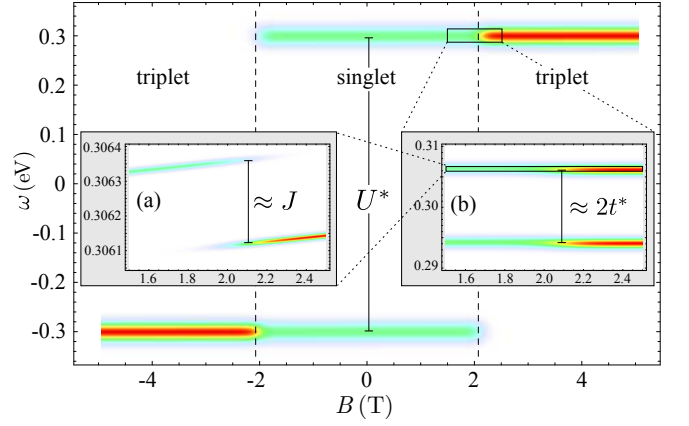 0.3
triplet
singlet
triplet
0.2
0.1
0
-0.1
-0.2
-0.3
ω (eV)
0.3064
0.3063
0.3062
0.3061
(a)
≈ J
1.6
1.8
2.0
2.2
2.4
U*
0.31
0.30
0.29
(b)
≈ 2t*
1.6
1.8
2.0
2.2
2.4
-4
-2
0
2
4
B (T)